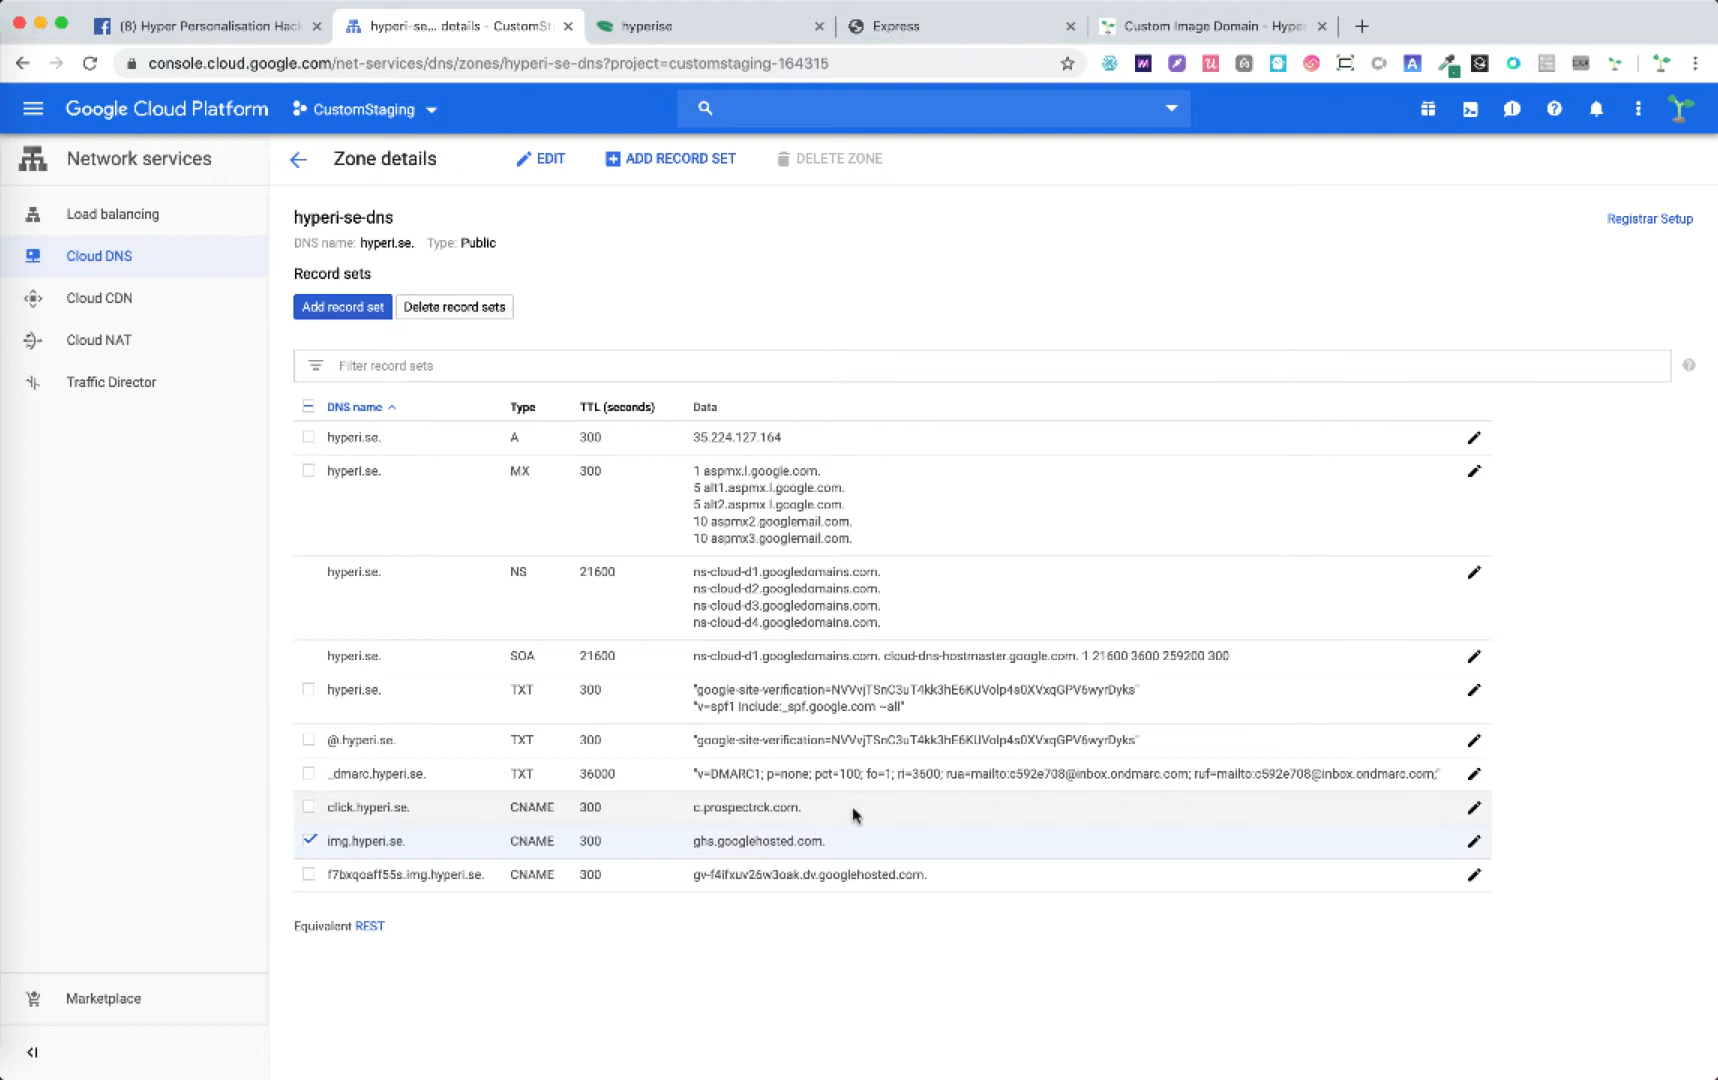 (8) Hyper Personalisation Hack
hyperi-se... details - CustomSt
hyperise
Express
Custom Image Domain - Hyper
console.cloud.google.com/net-services/dns/zones/hyperi-se-dns?project=customstaging-164315
Google Cloud Platform
CustomStaging
Network services
Zone details
EDIT
ADD RECORD SET
DELETE ZONE
Load balancing
Cloud DNS
Cloud CDN
Cloud NAT
Traffic Director
Marketplace
hyperi-se-dns
Registrar Setup
DNS name: hyperi.se. Type: Public
Record sets
Add record set
Delete record sets
Filter record sets
DNS name Type TTL (seconds) Data
hyperi.se. A 300 35.224.127.164
hyperi.se. MX 300 1 aspmx.l.google.com.
5 alt1.aspmx.l.google.com.
5 alt2.aspmx.l.google.com.
10 aspmx2.googlemail.com.
10 aspmx3.googlemail.com.
hyperi.se. NS 21600 ns-cloud-d1.googledomains.com.
ns-cloud-d2.googledomains.com.
ns-cloud-d3.googledomains.com.
ns-cloud-d4.googledomains.com.
hyperi.se. SOA 21600 ns-cloud-d1.googledomains.com. cloud-dns-hostmaster.google.com. 1 21600 3600 259200 300
hyperi.se. TXT 300 "google-site-verification=NVVvjTSnC3uT4kk3hE6KUVolp4s0XVxqGPV6wyrDyks"
"v=spf1 include:_spf.google.com ~all"
@.hyperi.se. TXT 300 "google-site-verification=NVVvjTSnC3uT4kk3hE6KUVolp4s0XVxqGPV6wyrDyks"
_dmarc.hyperi.se. TXT 36000 "v=DMARC1; p=none; pct=100; fo=1; ri=3600; rua=mailto:c592e708@inbox.ondmarc.com; ruf=mailto:c592e708@inbox.ondmarc.com;"
click.hyperi.se. CNAME 300 c.prospectrck.com.
img.hyperi.se. CNAME 300 ghs.googlehosted.com.
f7bxqoaff55s.img.hyperi.se. CNAME 300 gv-f4ifxuv26w3oak.dv.googlehosted.com.
Equivalent REST